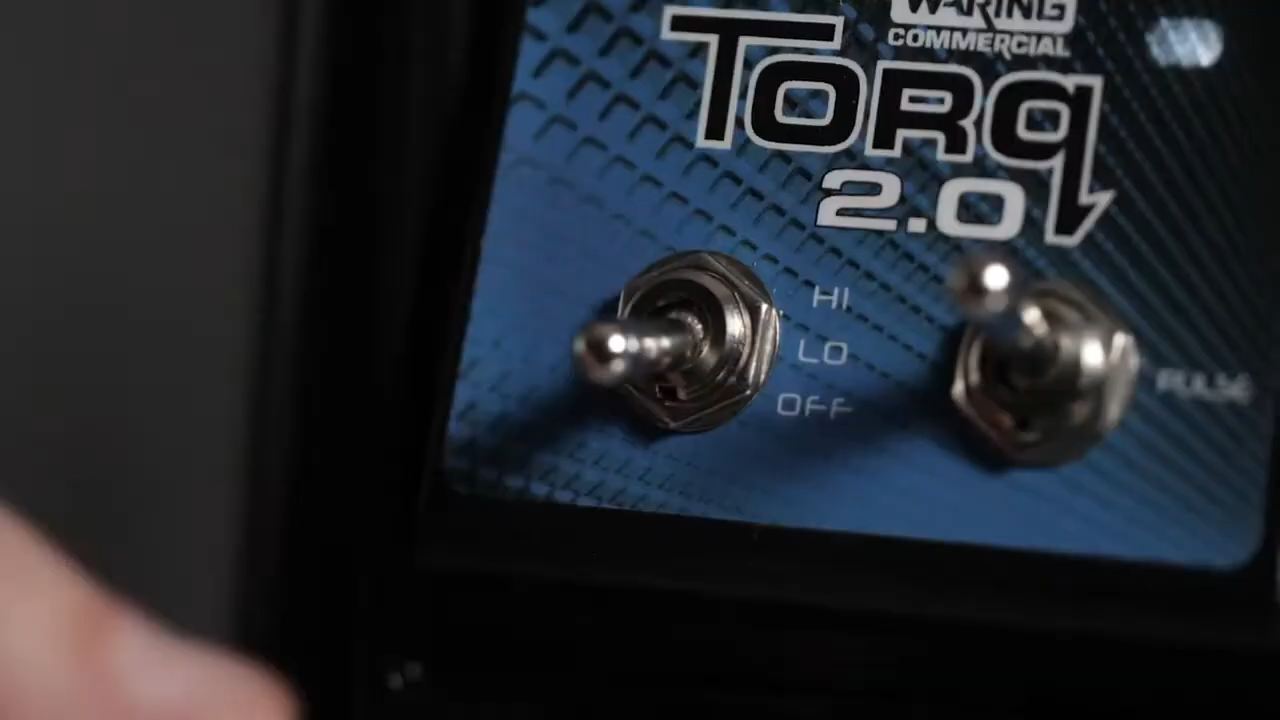 WARING
COMMERCIAL
TORQ
2.0
HI
LO
OFF
PULSE